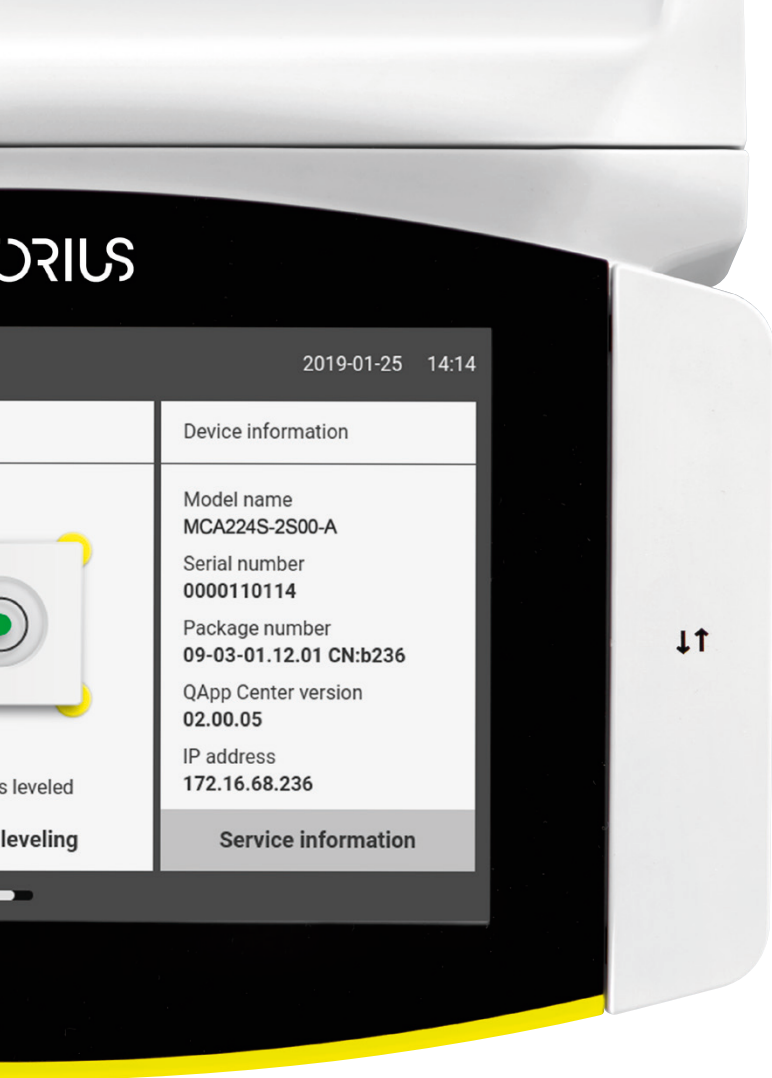 ORIUS
2019-01-25 14:14
Device information
Model name
MCA224S-2S00-A
Serial number
0000110114
Package number
09-03-01.12.01 CN:b236
QApp Center version
02.00.05
IP address
172.16.68.236
Service information
s leveled
leveling
↓↑